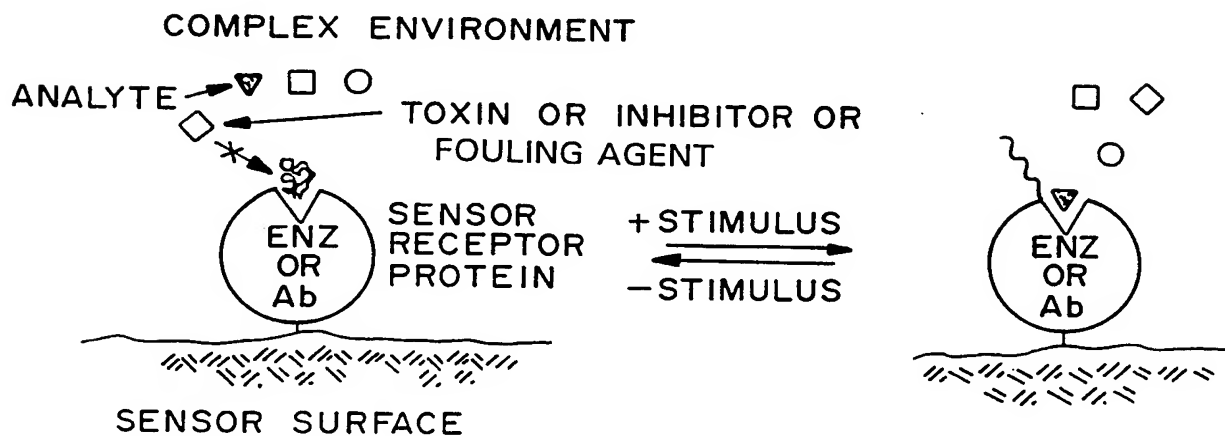 COMPLEX ENVIRONMENT
ANALYTE
TOXIN OR INHIBITOR OR
FOULING AGENT
SENSOR
RECEPTOR
PROTEIN
ENZ
OR
Ab
+STIMULUS
-STIMULUS
ENZ
OR
Ab
SENSOR SURFACE